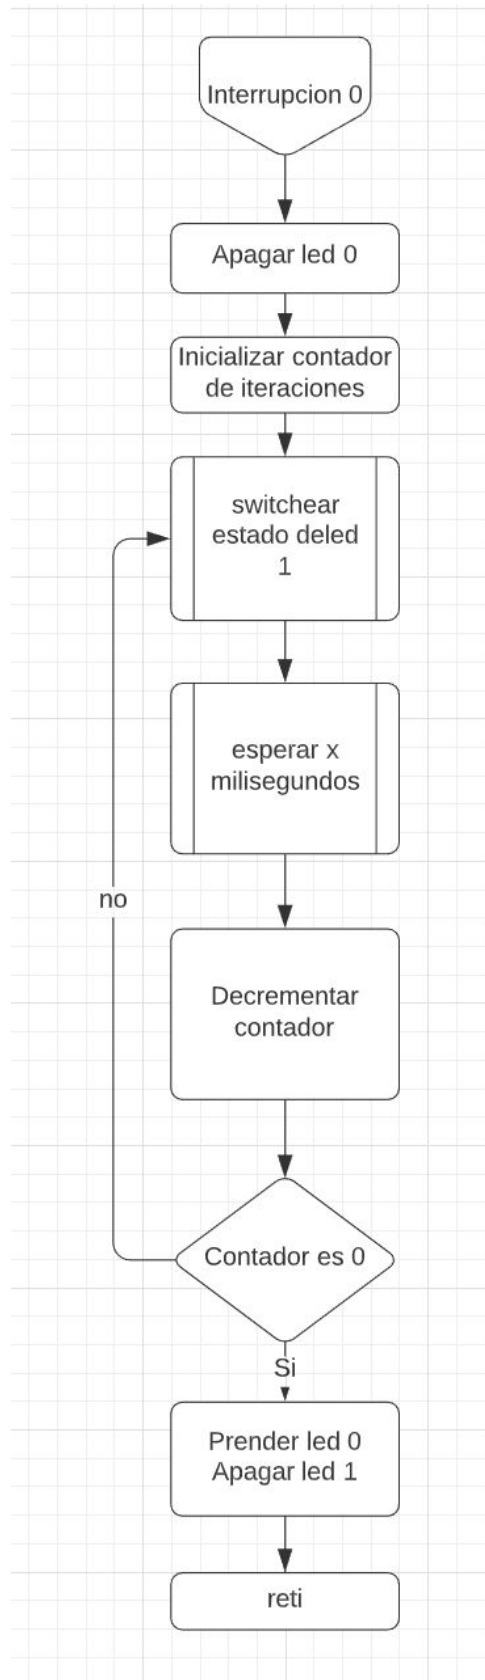 Interrupcion 0
Apagar led 0
Inicializar contador
de iteraciones
switchear
estado deled
1
esperar x
milisegundos
no
Decrementar
contador
Contador es 0
Si
Prender led 0
Apagar led 1
reti